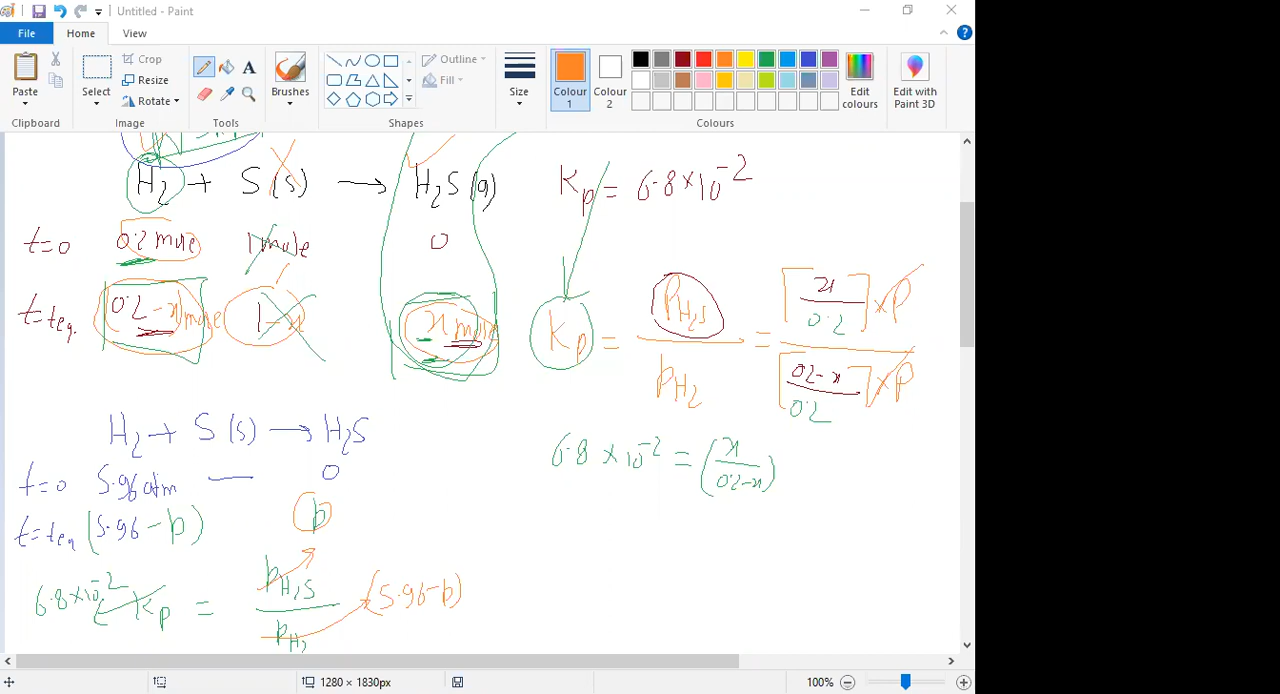 Untitled - Paint
File
Home
View
Paste
Clipboard
Select
Crop
Resize
Rotate
Image
Tools
Brushes
Shapes
Outline
Fill
Size
Colour 1
Colour 2
Edit colours
Edit with Paint 3D
Colours
H2 + S(s) → H2S(g)
Kp = 6.8×10^-2
t=0 0.2 mole 1 mole 0
t=teq. 0.2-x mole 1-x x mole
Kp = pH2S / pH2 = [x / 0.2] × P / [0.2-x / 0.2] × P
H2 + S(s) → H2S
6.8 × 10^-2 = (x / 0.2-x)
t=0 5.96 atm — 0
t=teq (5.96 - p) p
6.8×10^-2 Kp = pH2S / pH2 (5.96-p)
1280 × 1830px
100%